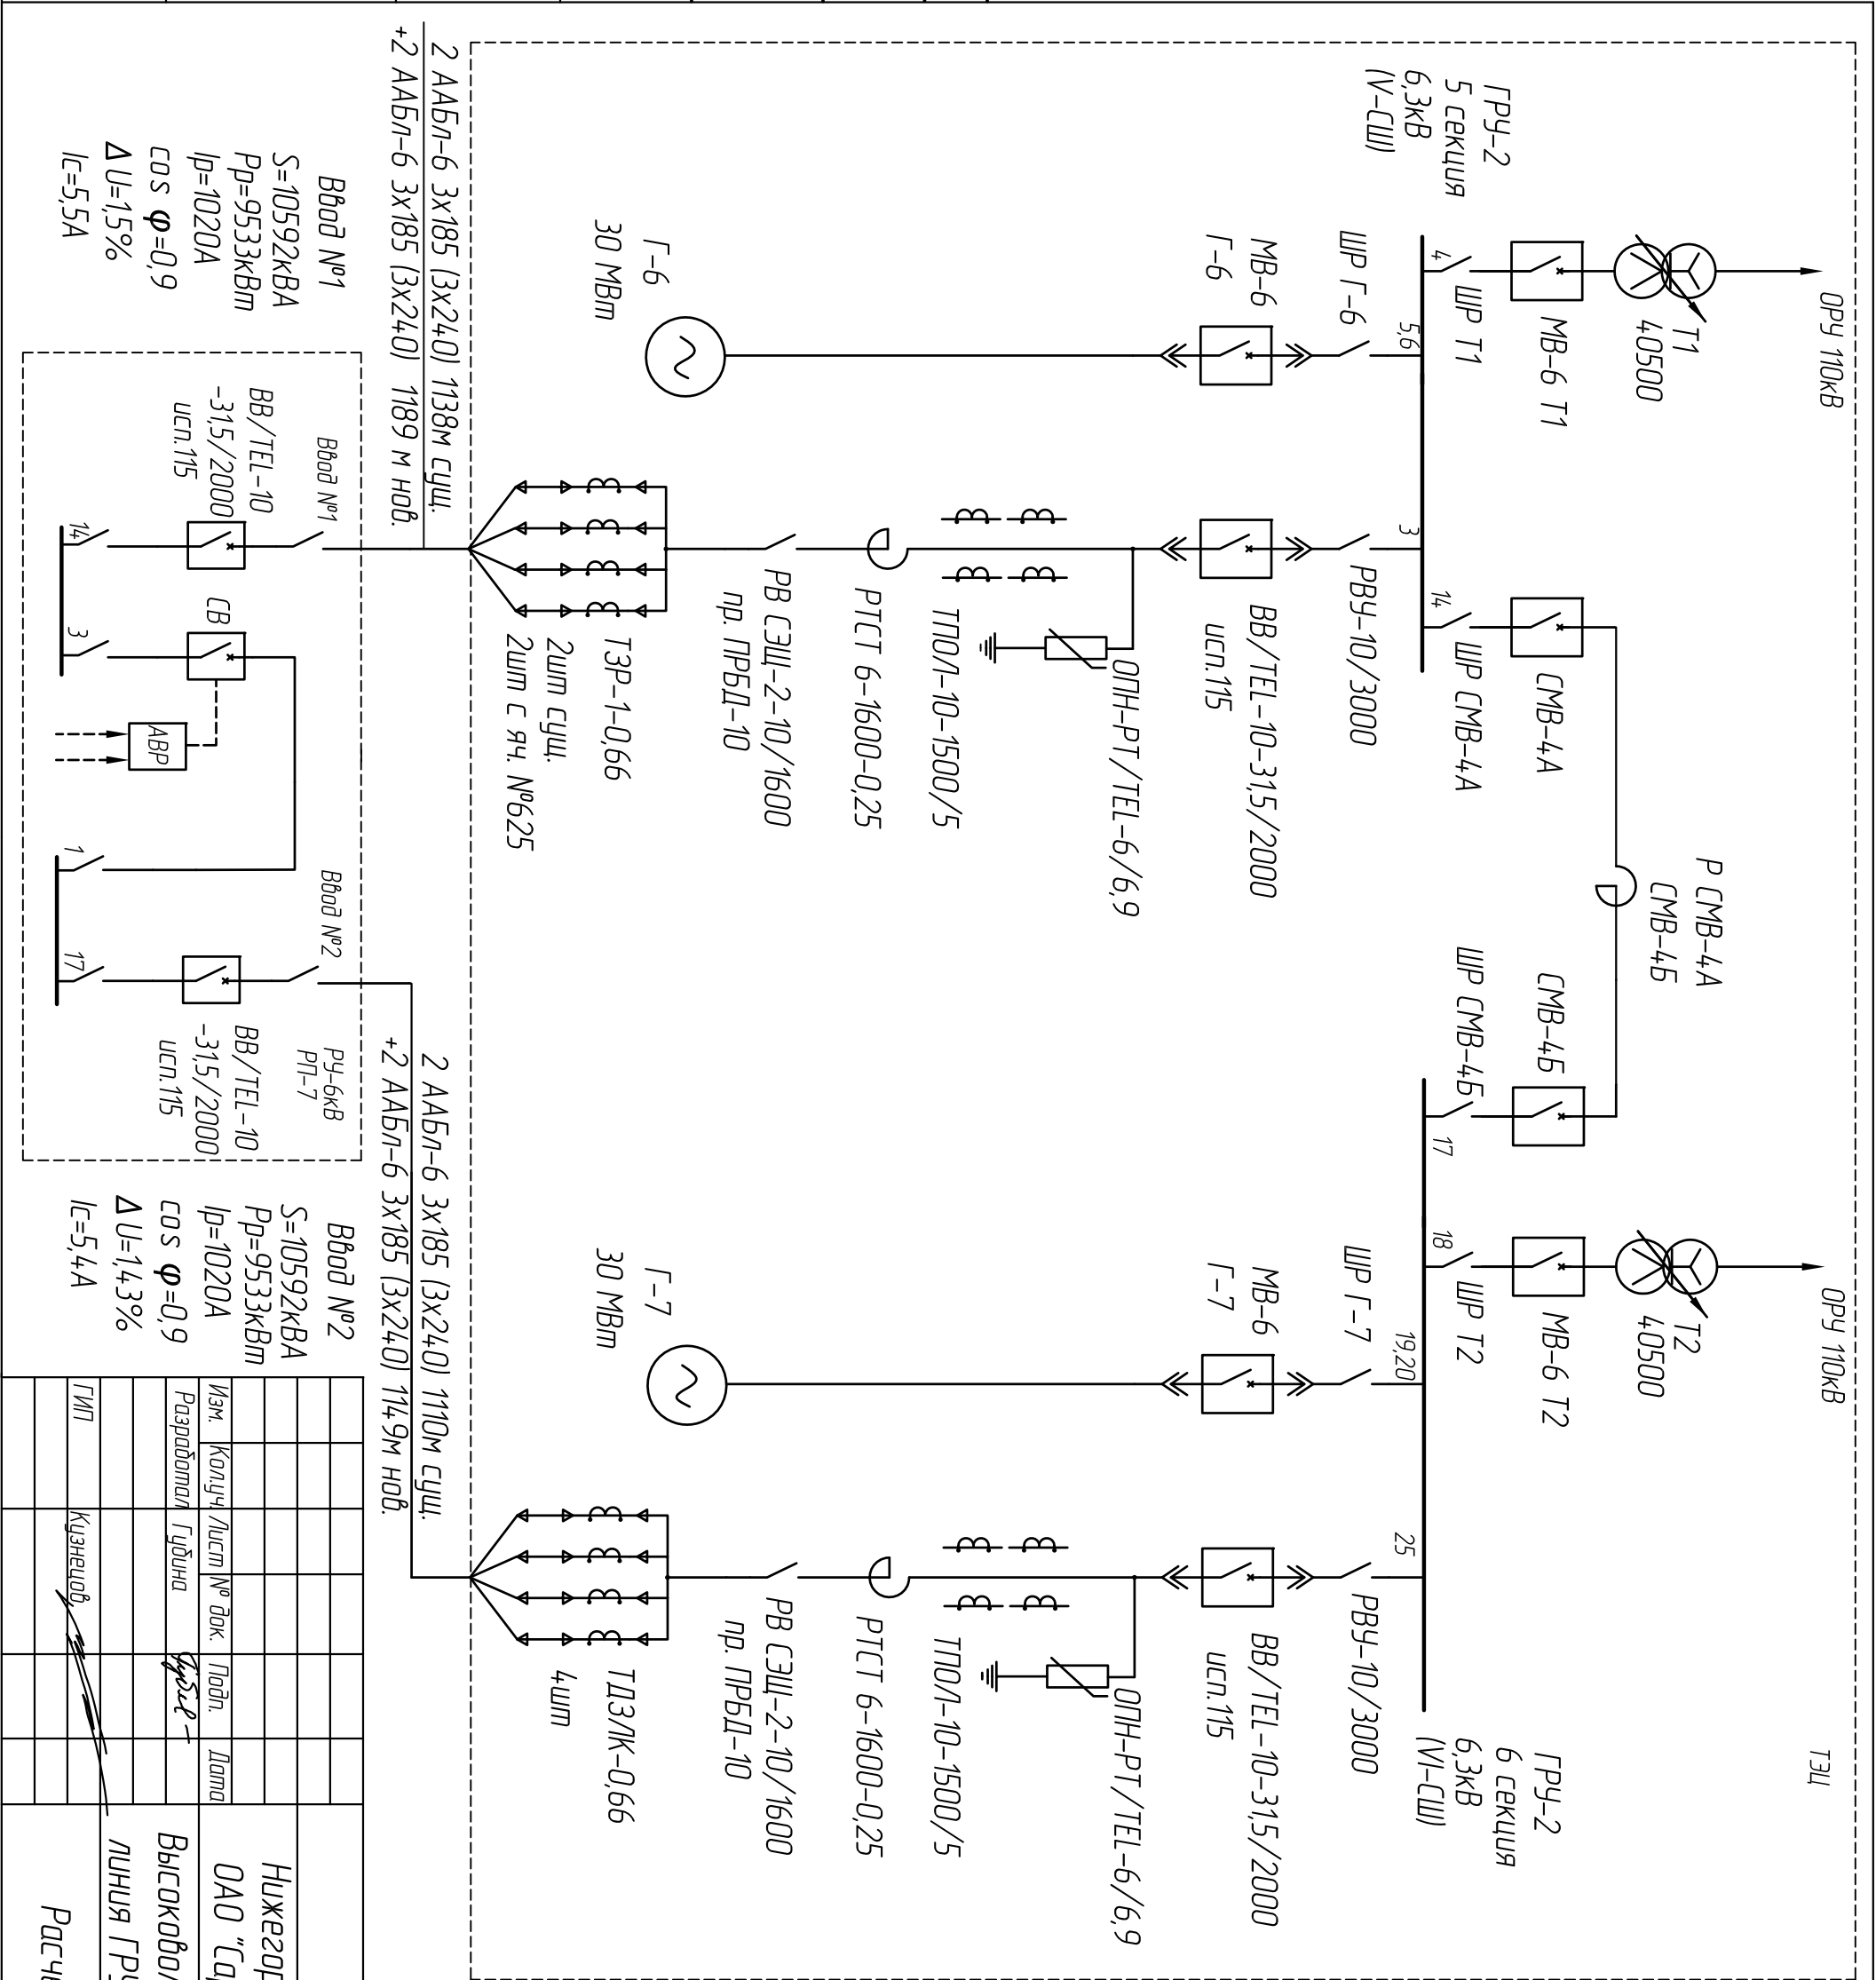 ОРУ 110кВ
Т1
40500
МВ-6 Т1
4
ШР Т1
ГРУ-2
5 секция
6,3кВ
(V-СШ)
5,6
ШР Г-6
МВ-6
Г-6
Г-6
30 МВт
3
РВУ-10/3000
ВВ/TEL-10-31,5/2000
исп.115
ОПН-РТ/TEL-6/6,9
ТПОЛ-10-1500/5
РТСТ 6-1600-0,25
РВ СЭЩ-2-10/1600
пр. ПРБД-10
ТЗР-1-0,66
2шт сущ.
2шт с яч. №625
14
ШР СМВ-4А
СМВ-4А
Р СМВ-4А
СМВ-4Б
СМВ-4Б
ШР СМВ-4Б
17
ОРУ 110кВ
Т2
40500
МВ-6 Т2
18
ШР Т2
19,20
ШР Г-7
МВ-6
Г-7
Г-7
30 МВт
25
РВУ-10/3000
ВВ/TEL-10-31,5/2000
исп.115
ОПН-РТ/TEL-6/6,9
ТПОЛ-10-1500/5
РТСТ 6-1600-0,25
РВ СЭЩ-2-10/1600
пр. ПРБД-10
ТДЗЛК-0,66
4шт
ТЭЦ
ГРУ-2
6 секция
6,3кВ
(VI-СШ)
2 ААБл-6 3х185 (3х240) 1138м сущ.
+2 ААБл-6 3х185 (3х240) 1189 м нов.
2 ААБл-6 3х185 (3х240) 1110м сущ.
+2 ААБл-6 3х185 (3х240) 1149м нов.
Ввод №1
S=10592кВА
Рр=9533кВт
Iр=1020А
cos φ=0,9
Δ U=1,5%
Iс=5,5А
Ввод №1
ВВ/TEL-10
-31,5/2000
исп.115
14
СВ
3
АВР
1
Ввод №2
17
РУ-6кВ
РП-7
ВВ/TEL-10
-31,5/2000
исп.115
Ввод №2
S=10592кВА
Рр=9533кВт
Iр=1020А
cos φ=0,9
Δ U=1,43%
Iс=5,4А
Изм. Кол.уч. Лист № док. Подп. Дата
Разработал Губина
ГИП Кузнецов
Нижегор
ОАО "Са
Высоковол
линия ГРУ
Расч